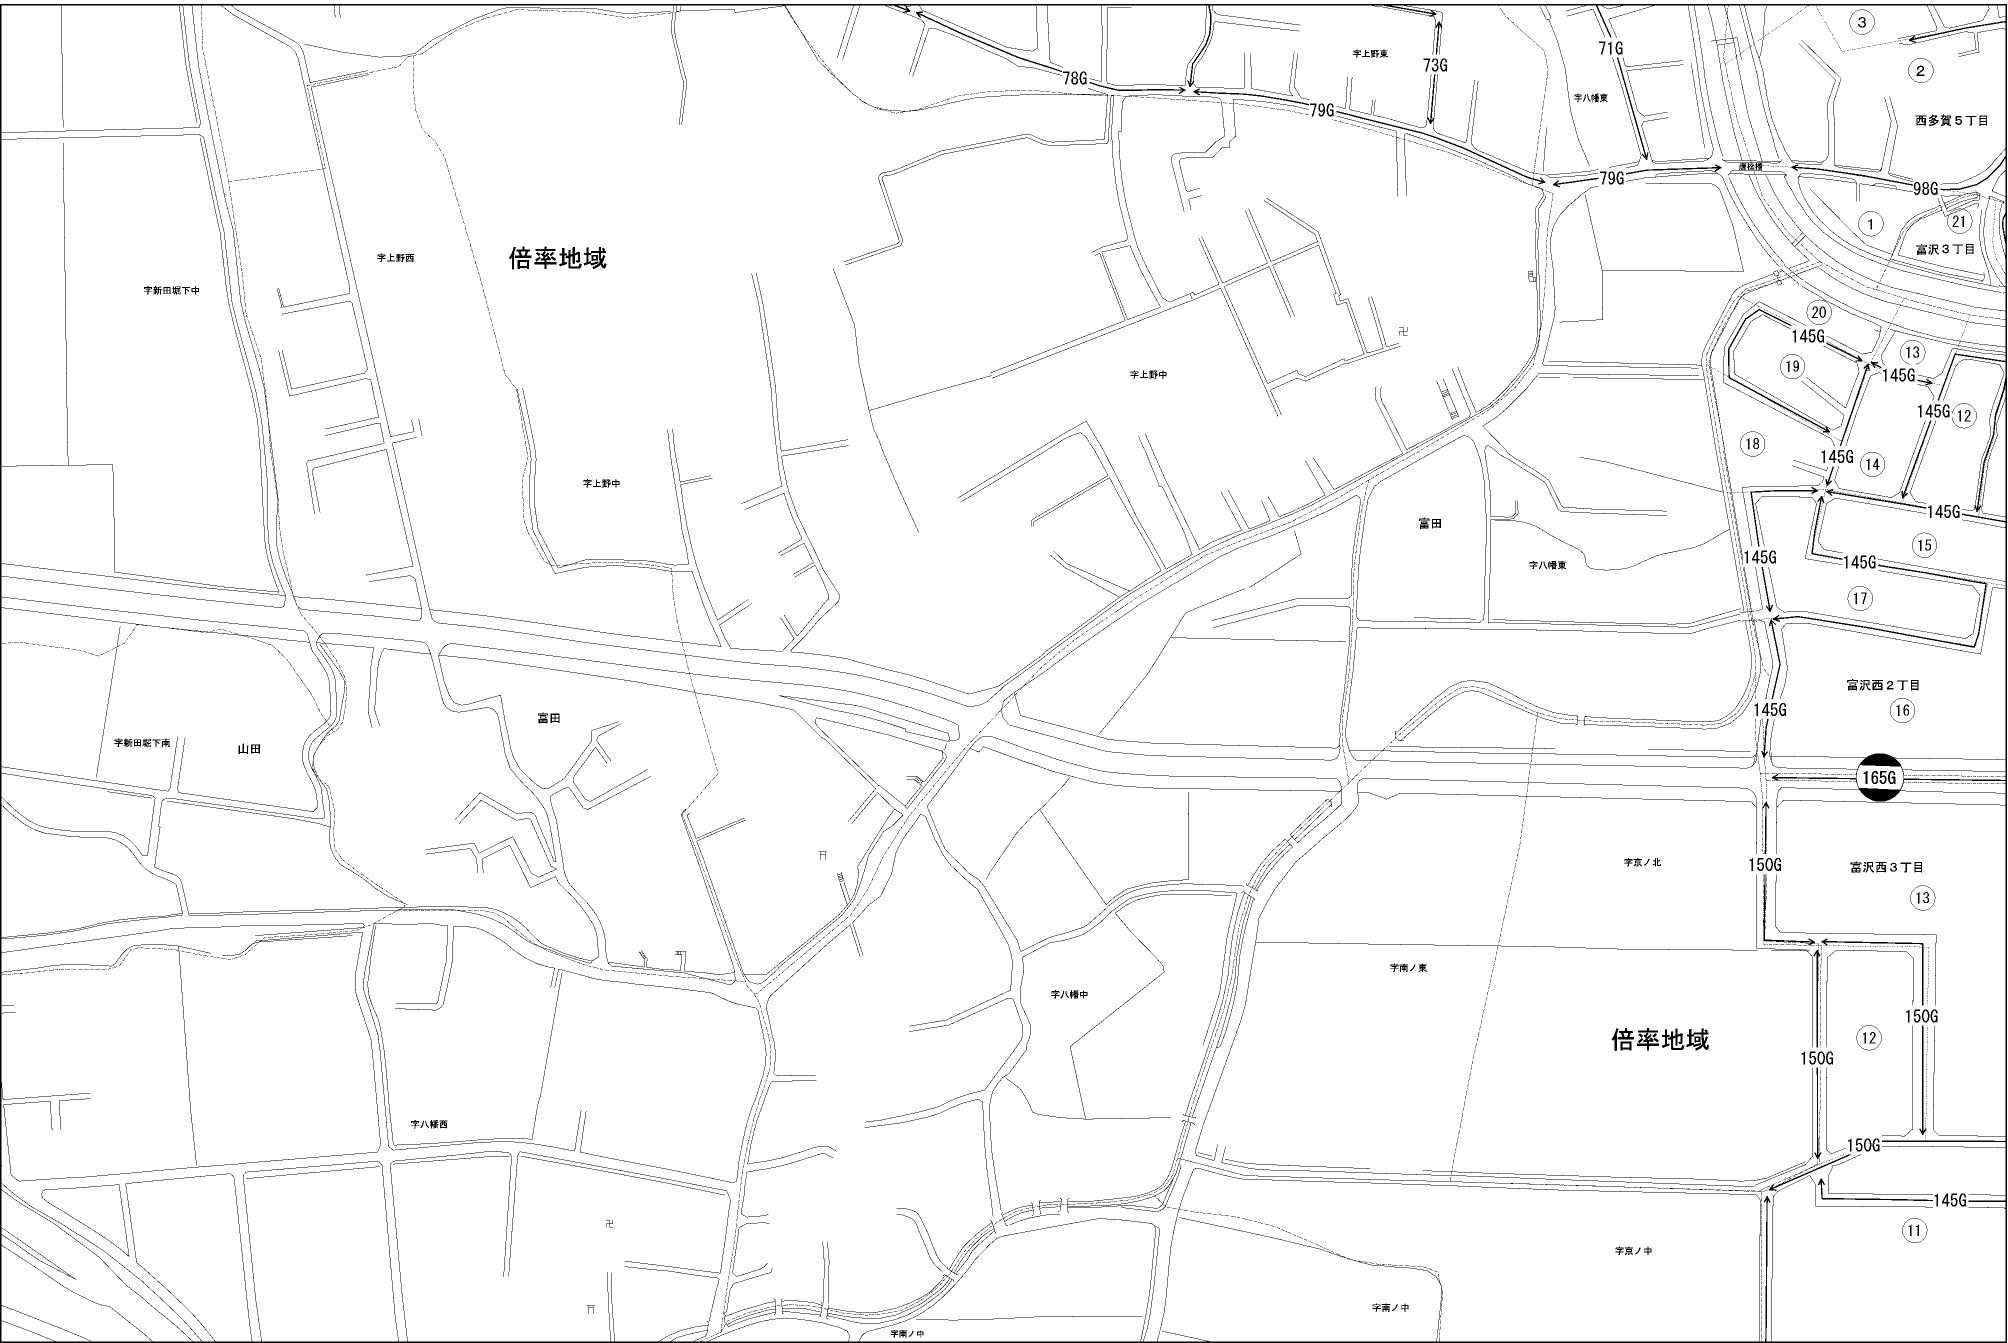 3
71G
字上野東
73G
2
78G
字八幡東
79G
西多賀5丁目
79G
98G
1
21
富沢3丁目
字上野西
倍率地域
字新田堀下中
20
145G
13
19
145G
字上野中
145G
12
18
145G
14
字上野中
145G
富田
15
145G
145G
字八幡東
17
富沢西2丁目
145G
16
富田
字新田堀下南
山田
165G
字京ノ北
150G
富沢西3丁目
13
字南ノ東
字八幡中
150G
倍率地域
12
150G
字八幡西
150G
145G
11
字京ノ中
字南ノ中
字南ノ中